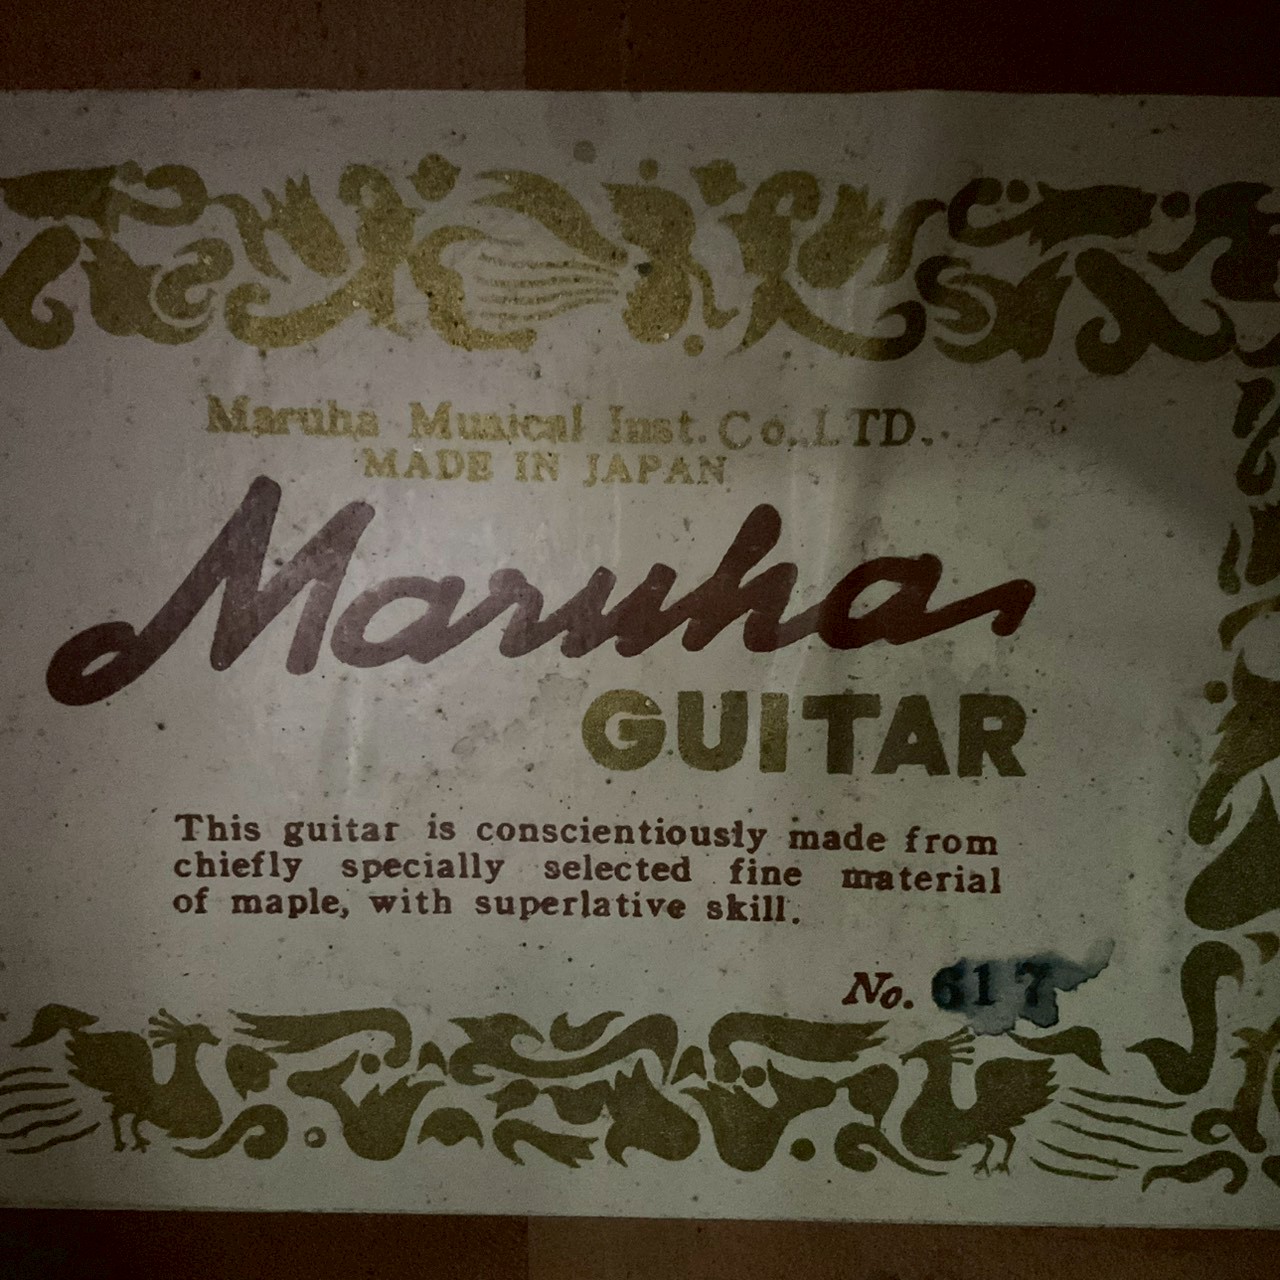 Maruha Musical Inst. Co., LTD.
MADE IN JAPAN
Maruha
GUITAR
This guitar is conscientiously made from
chiefly specially selected fine material
of maple, with superlative skill.
No. 617